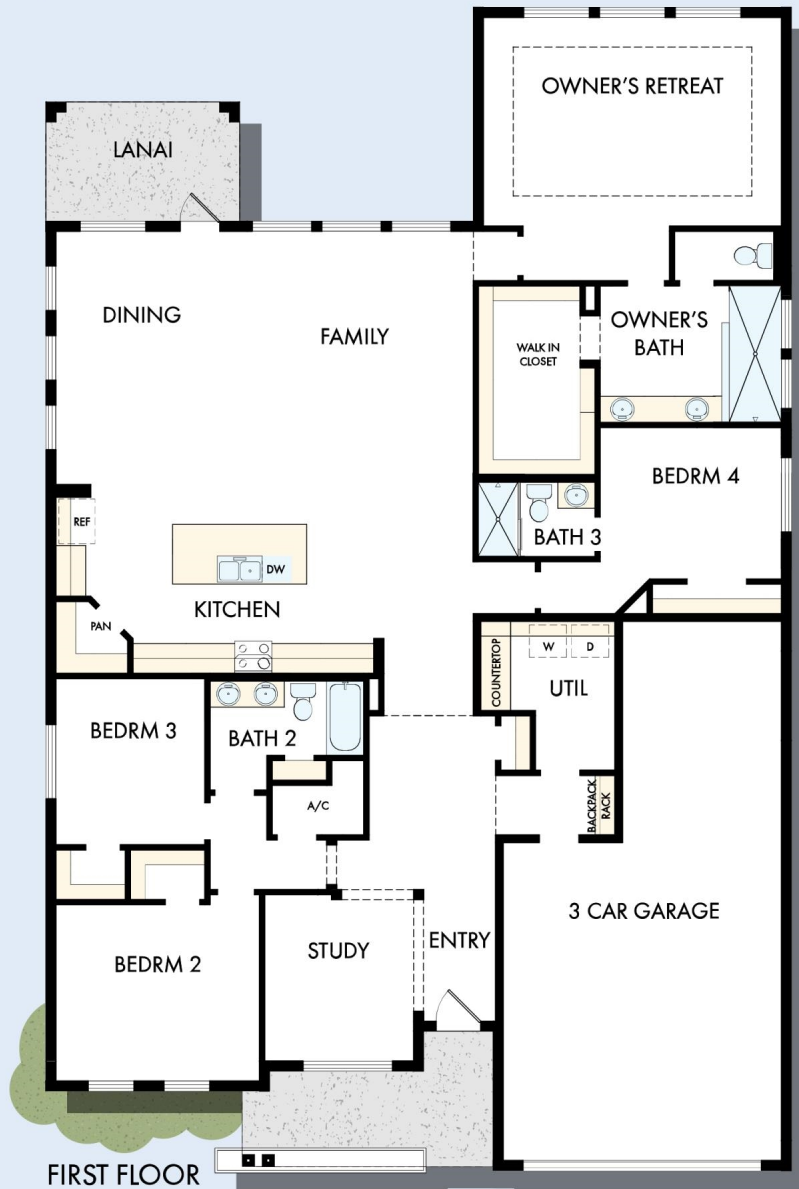 OWNER'S RETREAT
LANAI
DINING
FAMILY
WALK IN
CLOSET
OWNER'S
BATH
BEDRM 4
REF
BATH 3
DW
KITCHEN
PAN
COUNTERTOP
W
D
UTIL
BEDRM 3
BATH 2
A/C
BACKPACK
RACK
3 CAR GARAGE
STUDY
ENTRY
BEDRM 2
FIRST FLOOR